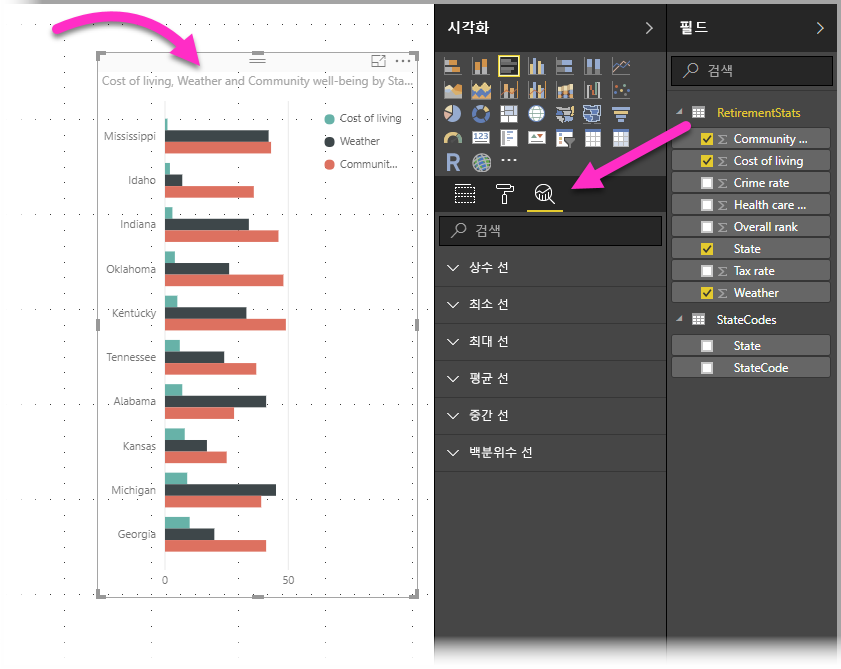 Cost of living, Weather and Community well-being by Sta...
Cost of living
Weather
Communit...
Mississippi
Idaho
Indiana
Oklahoma
Kentucky
Tennessee
Alabama
Kansas
Michigan
Georgia
0 50
시각화
123
R
검색
상수 선
최소 선
최대 선
평균 선
중간 선
백분위수 선
필드
검색
RetirementStats
Σ Community ...
Σ Cost of living
Σ Crime rate
Σ Health care ...
Σ Overall rank
State
Σ Tax rate
Σ Weather
StateCodes
State
StateCode